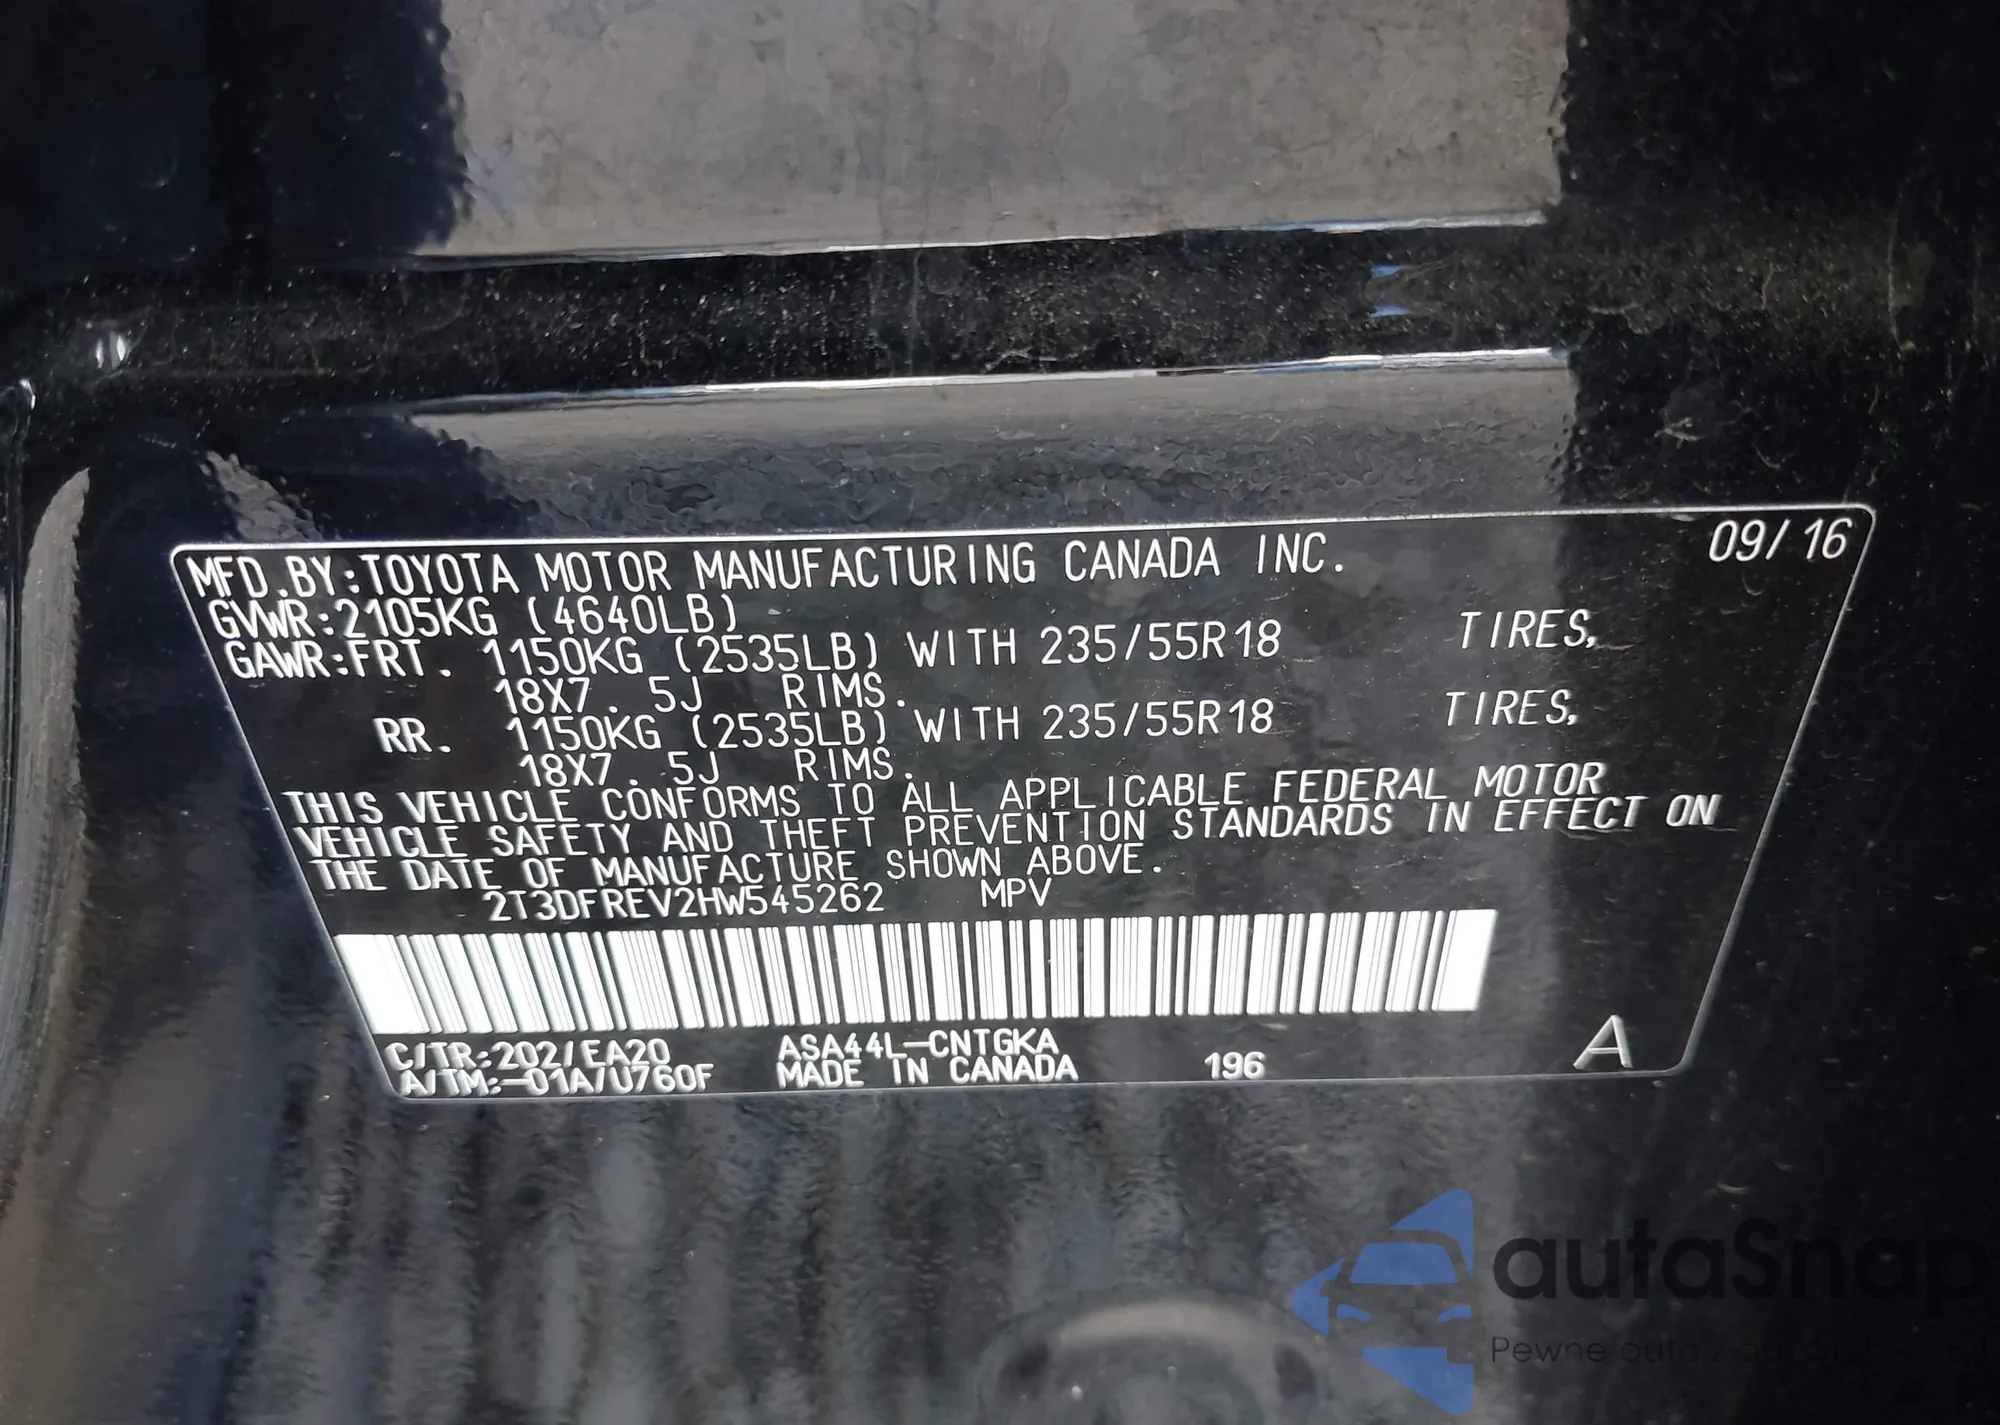 MFD.BY:TOYOTA MOTOR MANUFACTURING CANADA INC. 09/16
GVWR:2105KG (4640LB)
GAWR:FRT. 1150KG (2535LB) WITH 235/55R18 TIRES,
18X7.5J RIMS.
RR. 1150KG (2535LB) WITH 235/55R18 TIRES,
18X7.5J RIMS.
THIS VEHICLE CONFORMS TO ALL APPLICABLE FEDERAL MOTOR
VEHICLE SAFETY AND THEFT PREVENTION STANDARDS IN EFFECT ON
THE DATE OF MANUFACTURE SHOWN ABOVE.
2T3DFREV2HW545262 MPV
C/TR:202/EA20 ASA44L-CNTGKA
A/TM:-01A/U760F MADE IN CANADA 196 A
autaSnap
Pewne auta z